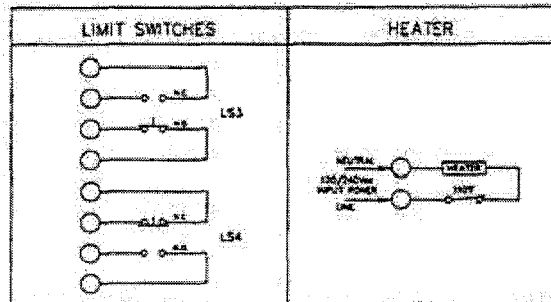 LIMIT SWITCHES
HEATER
N.C.
LS3
N.O.
N.C.
LS4
N.O.
NEUTRAL
HEATER
INPUT POWER
LINE